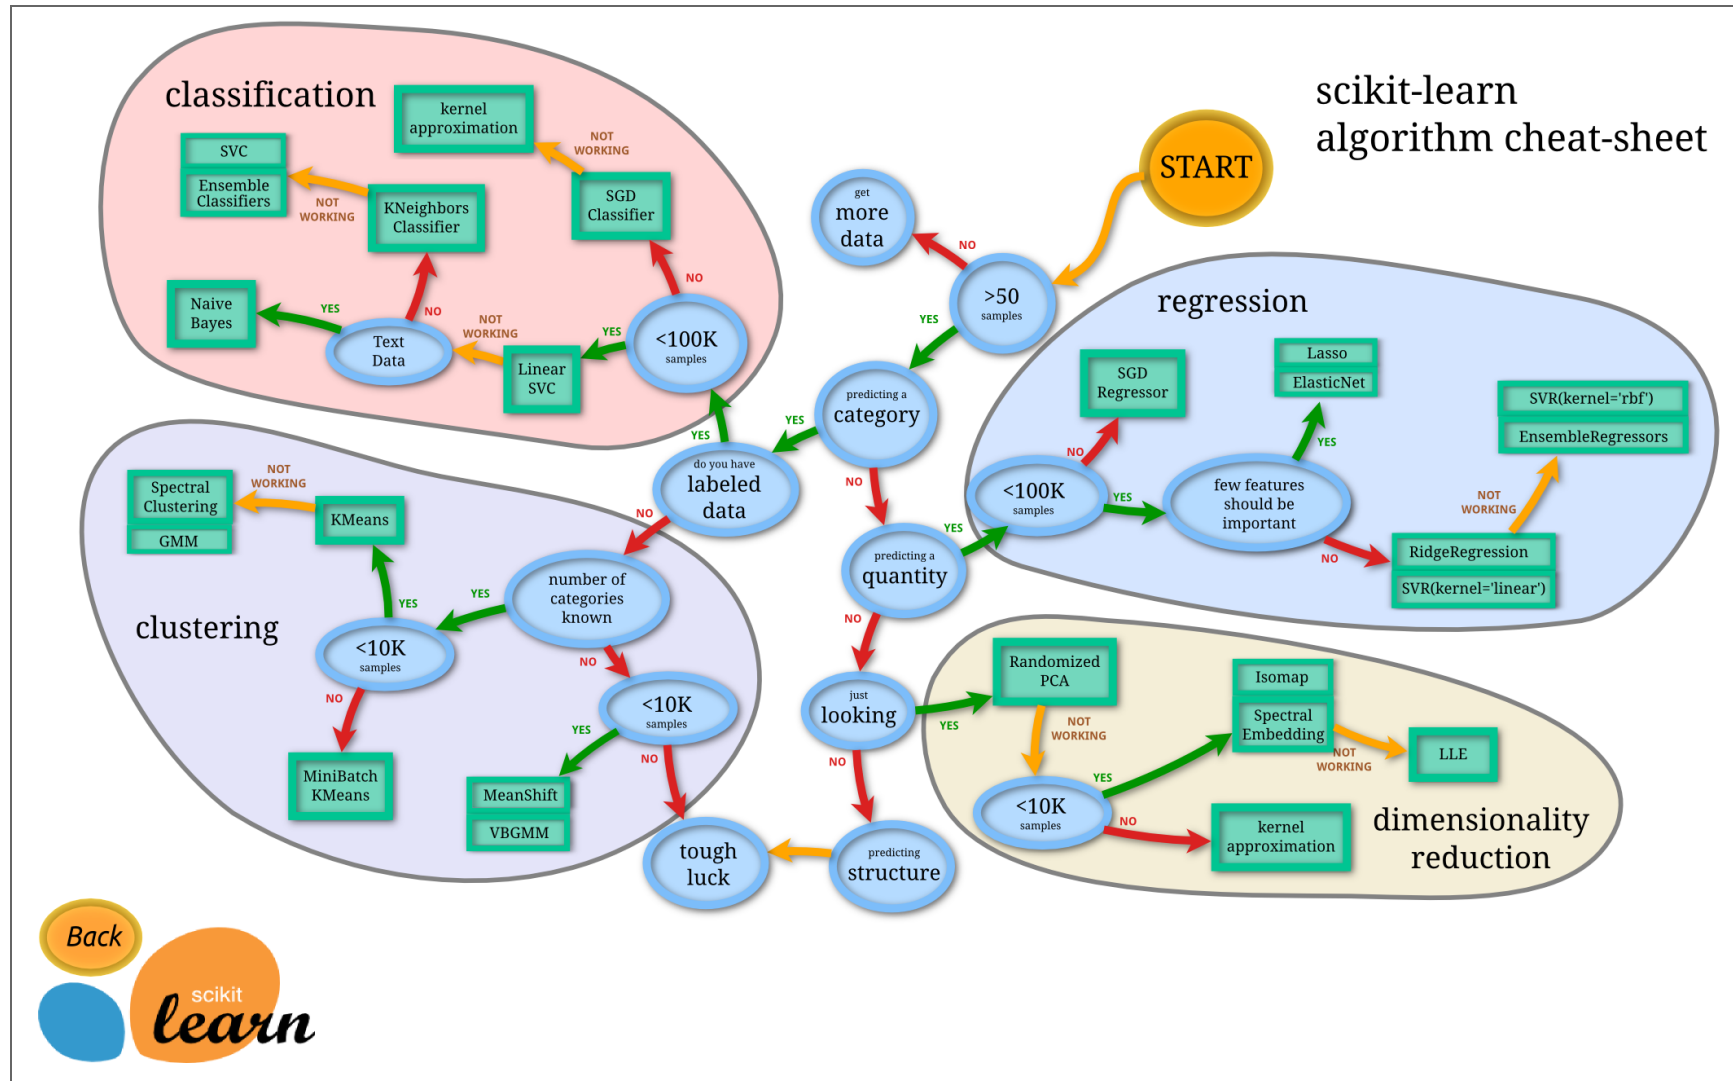 scikit-learn
algorithm cheat-sheet
START
classification
kernel
approximation
NOT
WORKING
SVC
Ensemble
Classifiers
NOT
WORKING
KNeighbors
Classifier
SGD
Classifier
NO
Naive
Bayes
YES
NO
Text
Data
NOT
WORKING
Linear
SVC
YES
<100K
samples
get
more
data
NO
>50
samples
YES
predicting a
category
YES
NO
YES
do you have
labeled
data
NO
predicting a
quantity
YES
NO
just
looking
YES
NO
predicting
structure
tough
luck
regression
SGD
Regressor
NO
Lasso
ElasticNet
YES
SVR(kernel='rbf')
EnsembleRegressors
<100K
samples
YES
few features
should be
important
NOT
WORKING
NO
RidgeRegression
SVR(kernel='linear')
clustering
Spectral
Clustering
GMM
NOT
WORKING
KMeans
YES
<10K
samples
YES
number of
categories
known
NO
NO
MiniBatch
KMeans
<10K
samples
YES
NO
MeanShift
VBGMM
Randomized
PCA
NOT
WORKING
<10K
samples
YES
NO
Isomap
Spectral
Embedding
NOT
WORKING
LLE
kernel
approximation
dimensionality
reduction
Back
scikit
learn